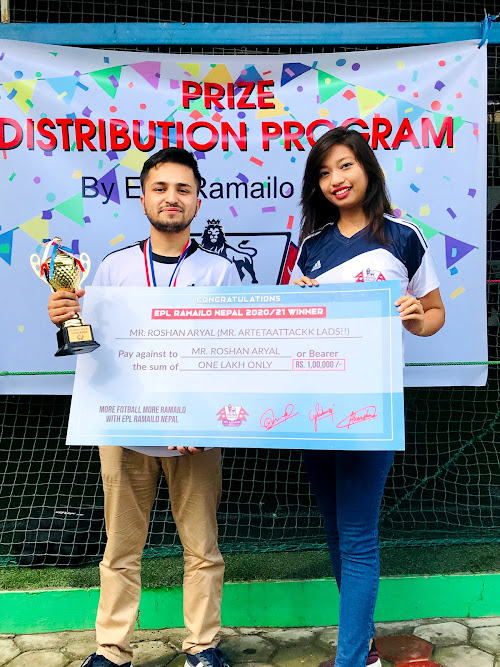 PRIZE
DISTRIBUTION PROGRAM
By E Ramailo
CONGRATULATIONS
EPL RAMAILO NEPAL 2020/21 WINNER
MR. ROSHAN ARYAL (MR. ARTETAATTACKK LADS!!)
Pay against to MR. ROSHAN ARYAL or Bearer
the sum of ONE LAKH ONLY RS. 1,00,000 /-
MORE FOTBALL MORE RAMAILO
WITH EPL RAMAILO NEPAL
adidas